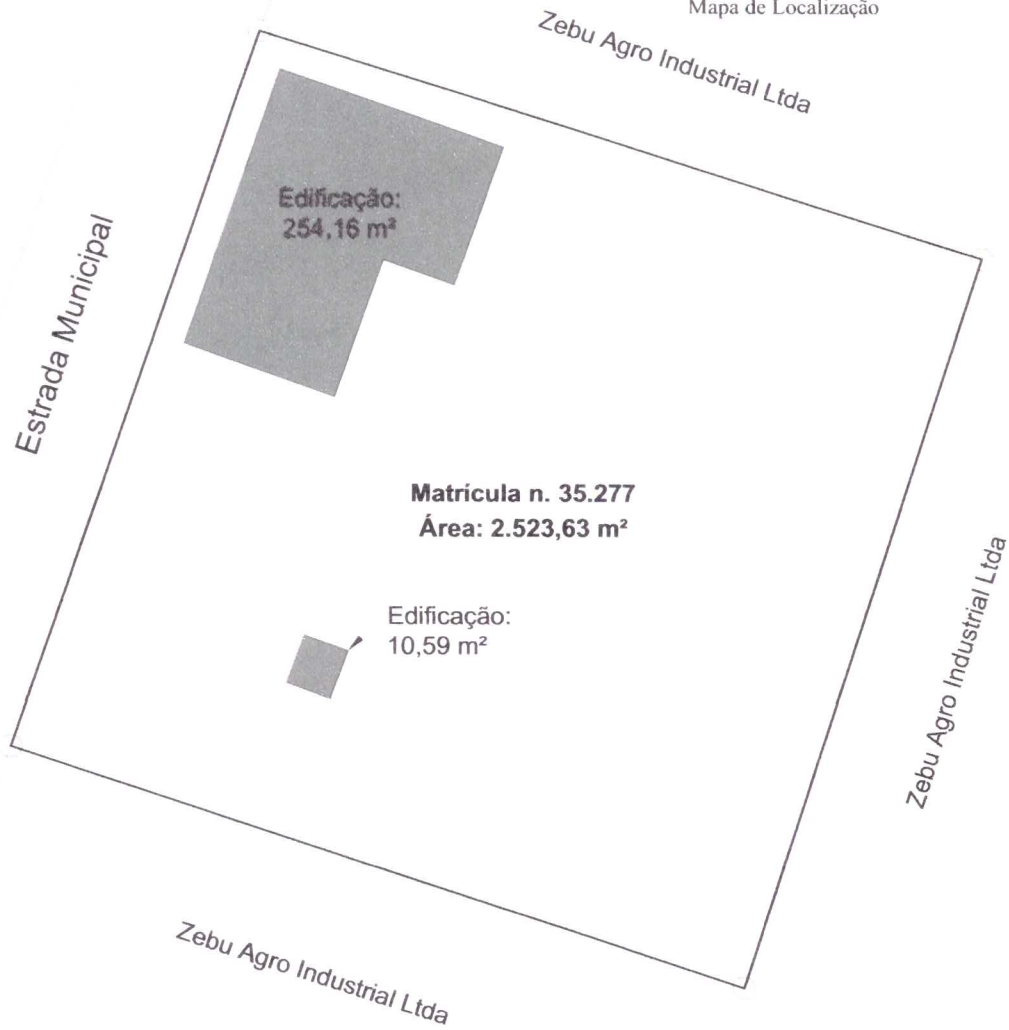 Mapa de Localização
Zebu Agro Industrial Ltda
Edificação:
254,16 m²
Estrada Municipal
Matrícula n. 35.277
Área: 2.523,63 m²
Edificação:
10,59 m²
Zebu Agro Industrial Ltda
Zebu Agro Industrial Ltda